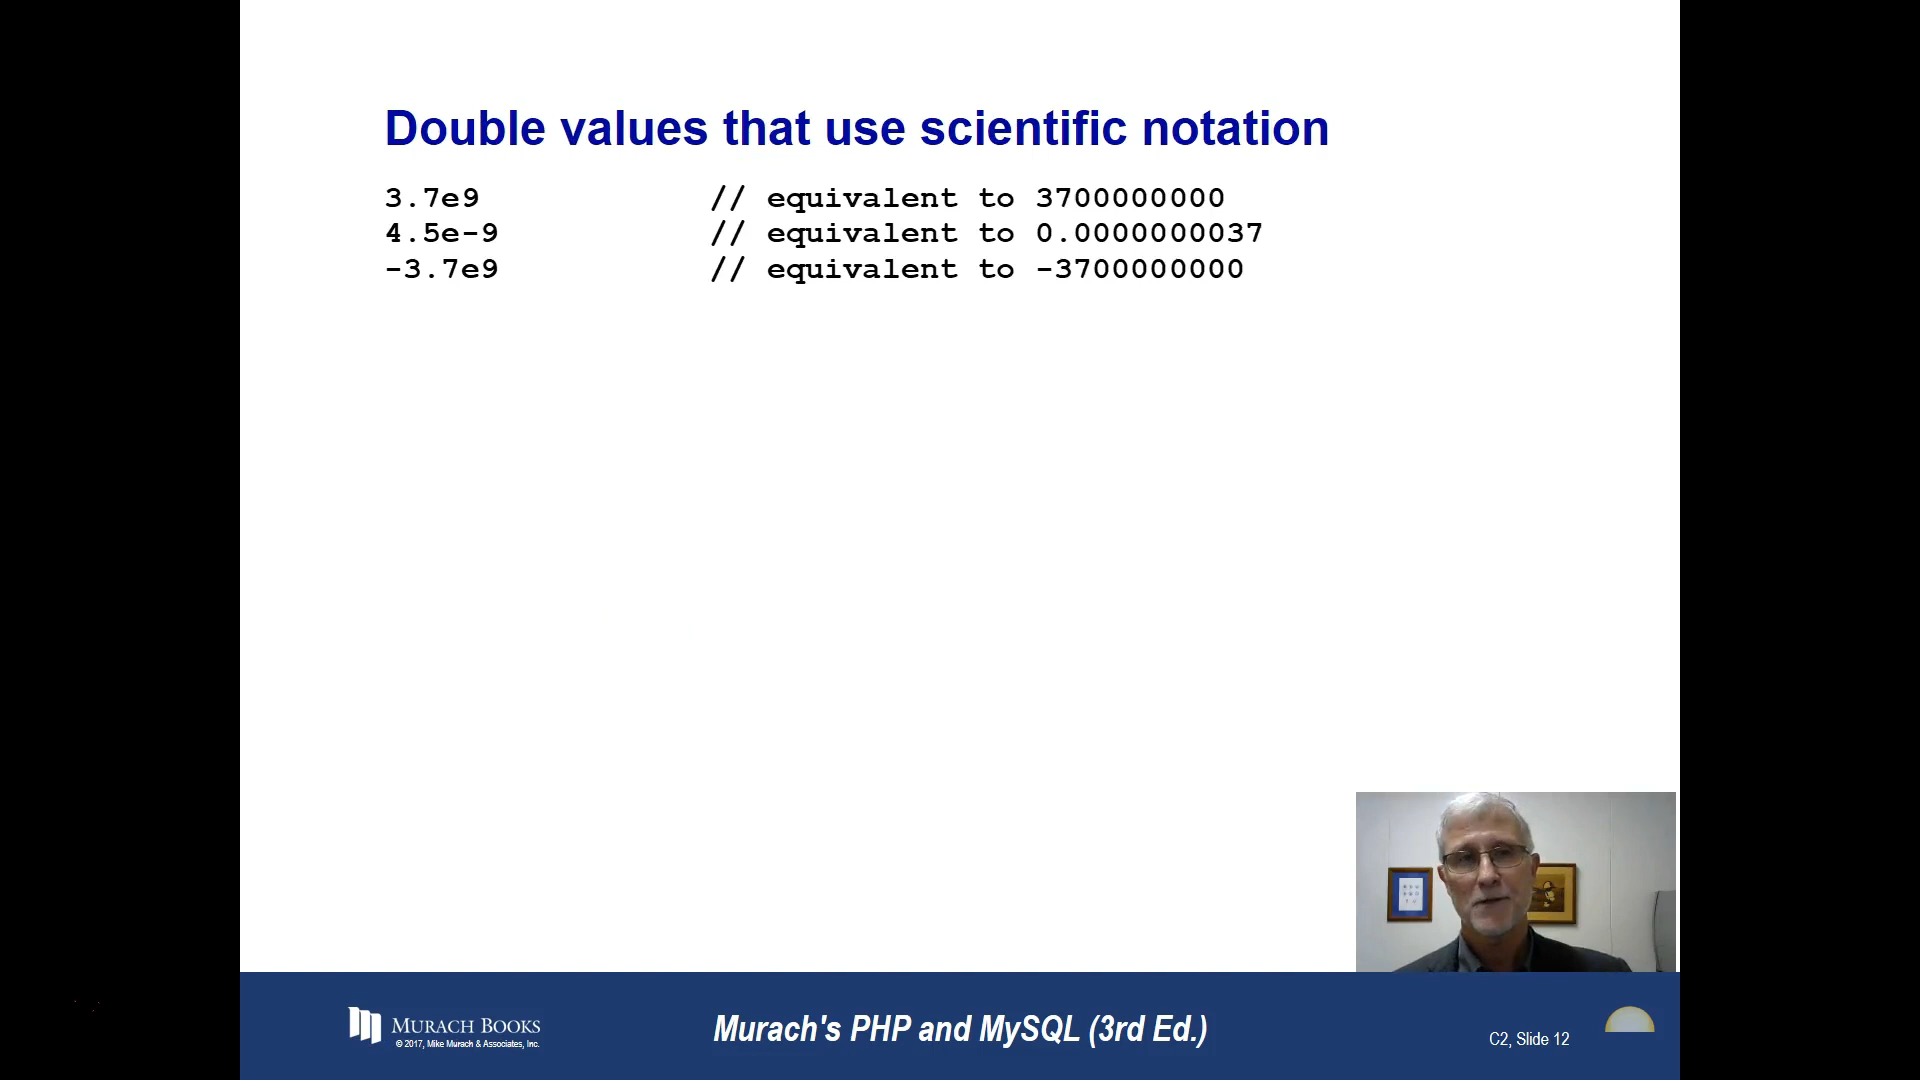 Double values that use scientific notation
3.7e9 // equivalent to 3700000000
4.5e-9 // equivalent to 0.0000000037
-3.7e9 // equivalent to -3700000000
MURACH BOOKS
© 2017, Mike Murach & Associates, Inc.
Murach's PHP and MySQL (3rd Ed.)
C2, Slide 12